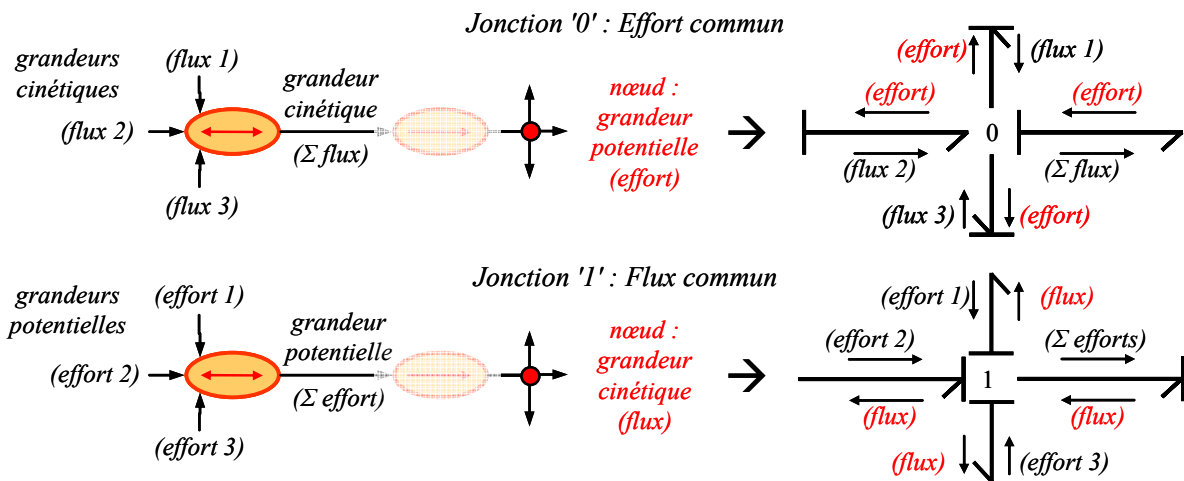 Jonction '0' : Effort commun
grandeurs
cinétiques
(flux 1)
(flux 2)
(flux 3)
grandeur
cinétique
(Σ flux)
nœud :
grandeur
potentielle
(effort)
(effort)
(flux 1)
(effort)
(effort)
0
(flux 2)
(Σ flux)
(flux 3)
(effort)
Jonction '1' : Flux commun
grandeurs
potentielles
(effort 1)
(effort 2)
(effort 3)
grandeur
potentielle
(Σ effort)
nœud :
grandeur
cinétique
(flux)
(effort 1)
(flux)
(effort 2)
(Σ efforts)
1
(flux)
(flux)
(flux)
(effort 3)